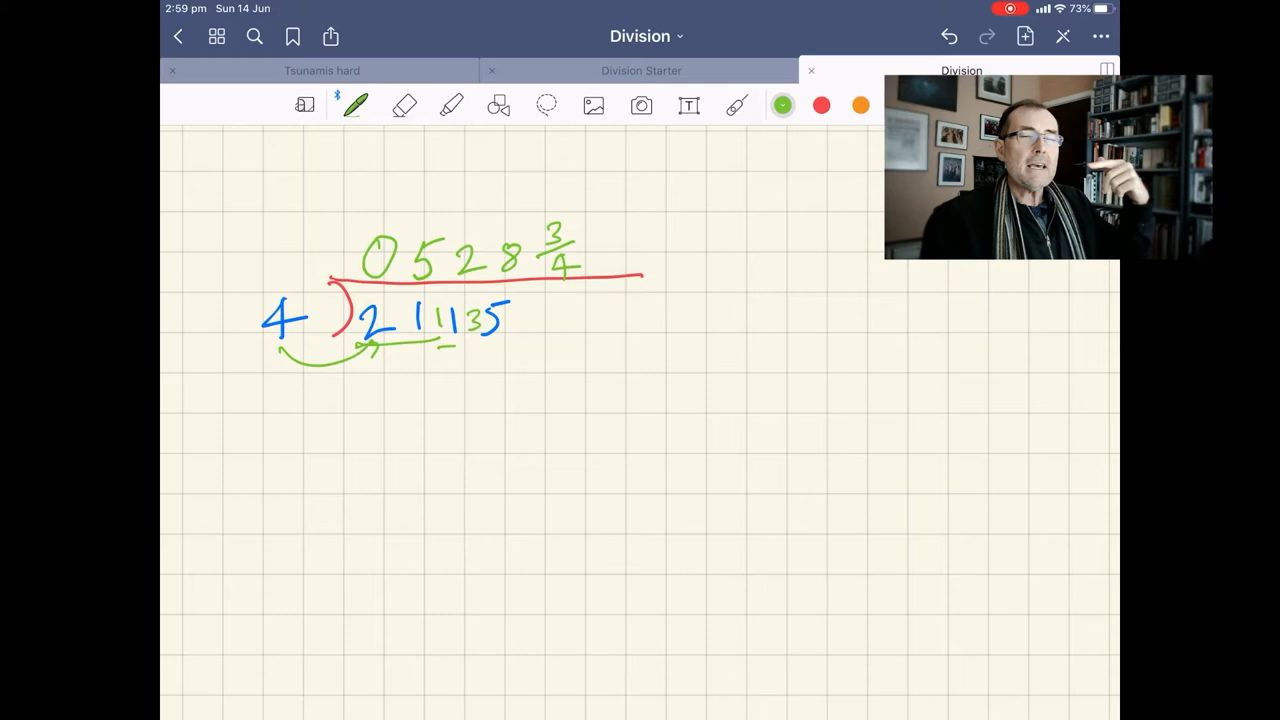 2:59 pm Sun 14 Jun 73%
Division
Tsunamis hard Division Starter Division
T
0 5 2 8 3/4
4 ) 2 1 1 1 3 5